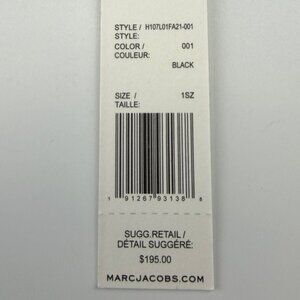 STYLE / H107L01FA21-001
STYLE:
COLOR / 001
COULEUR:
BLACK
SIZE / 1SZ
TAILLE:
1 91267 93138 8
SUGG.RETAIL /
DÉTAIL SUGGÉRÉ:
$195.00
MARCJACOBS.COM